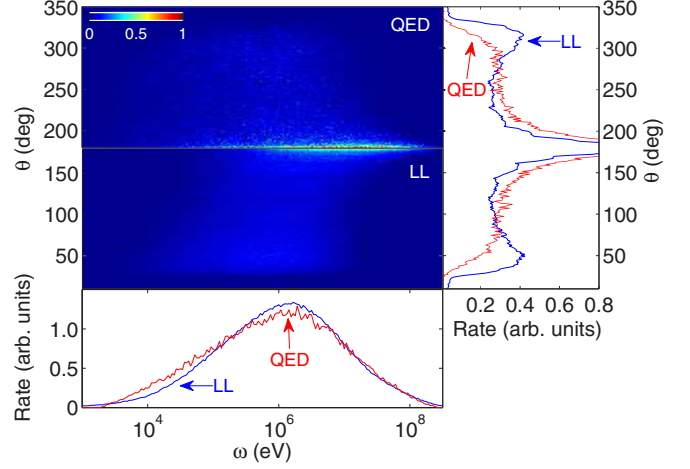 350
300
250
200
150
100
50
θ (deg)
0 0.5 1
QED
LL
QED
LL
350
300
250
200
150
100
50
θ (deg)
0.2 0.4 0.6 0.8
Rate (arb. units)
1.0
0.5
0
Rate (arb. units)
QED
LL
10^4 10^6 10^8
ω (eV)